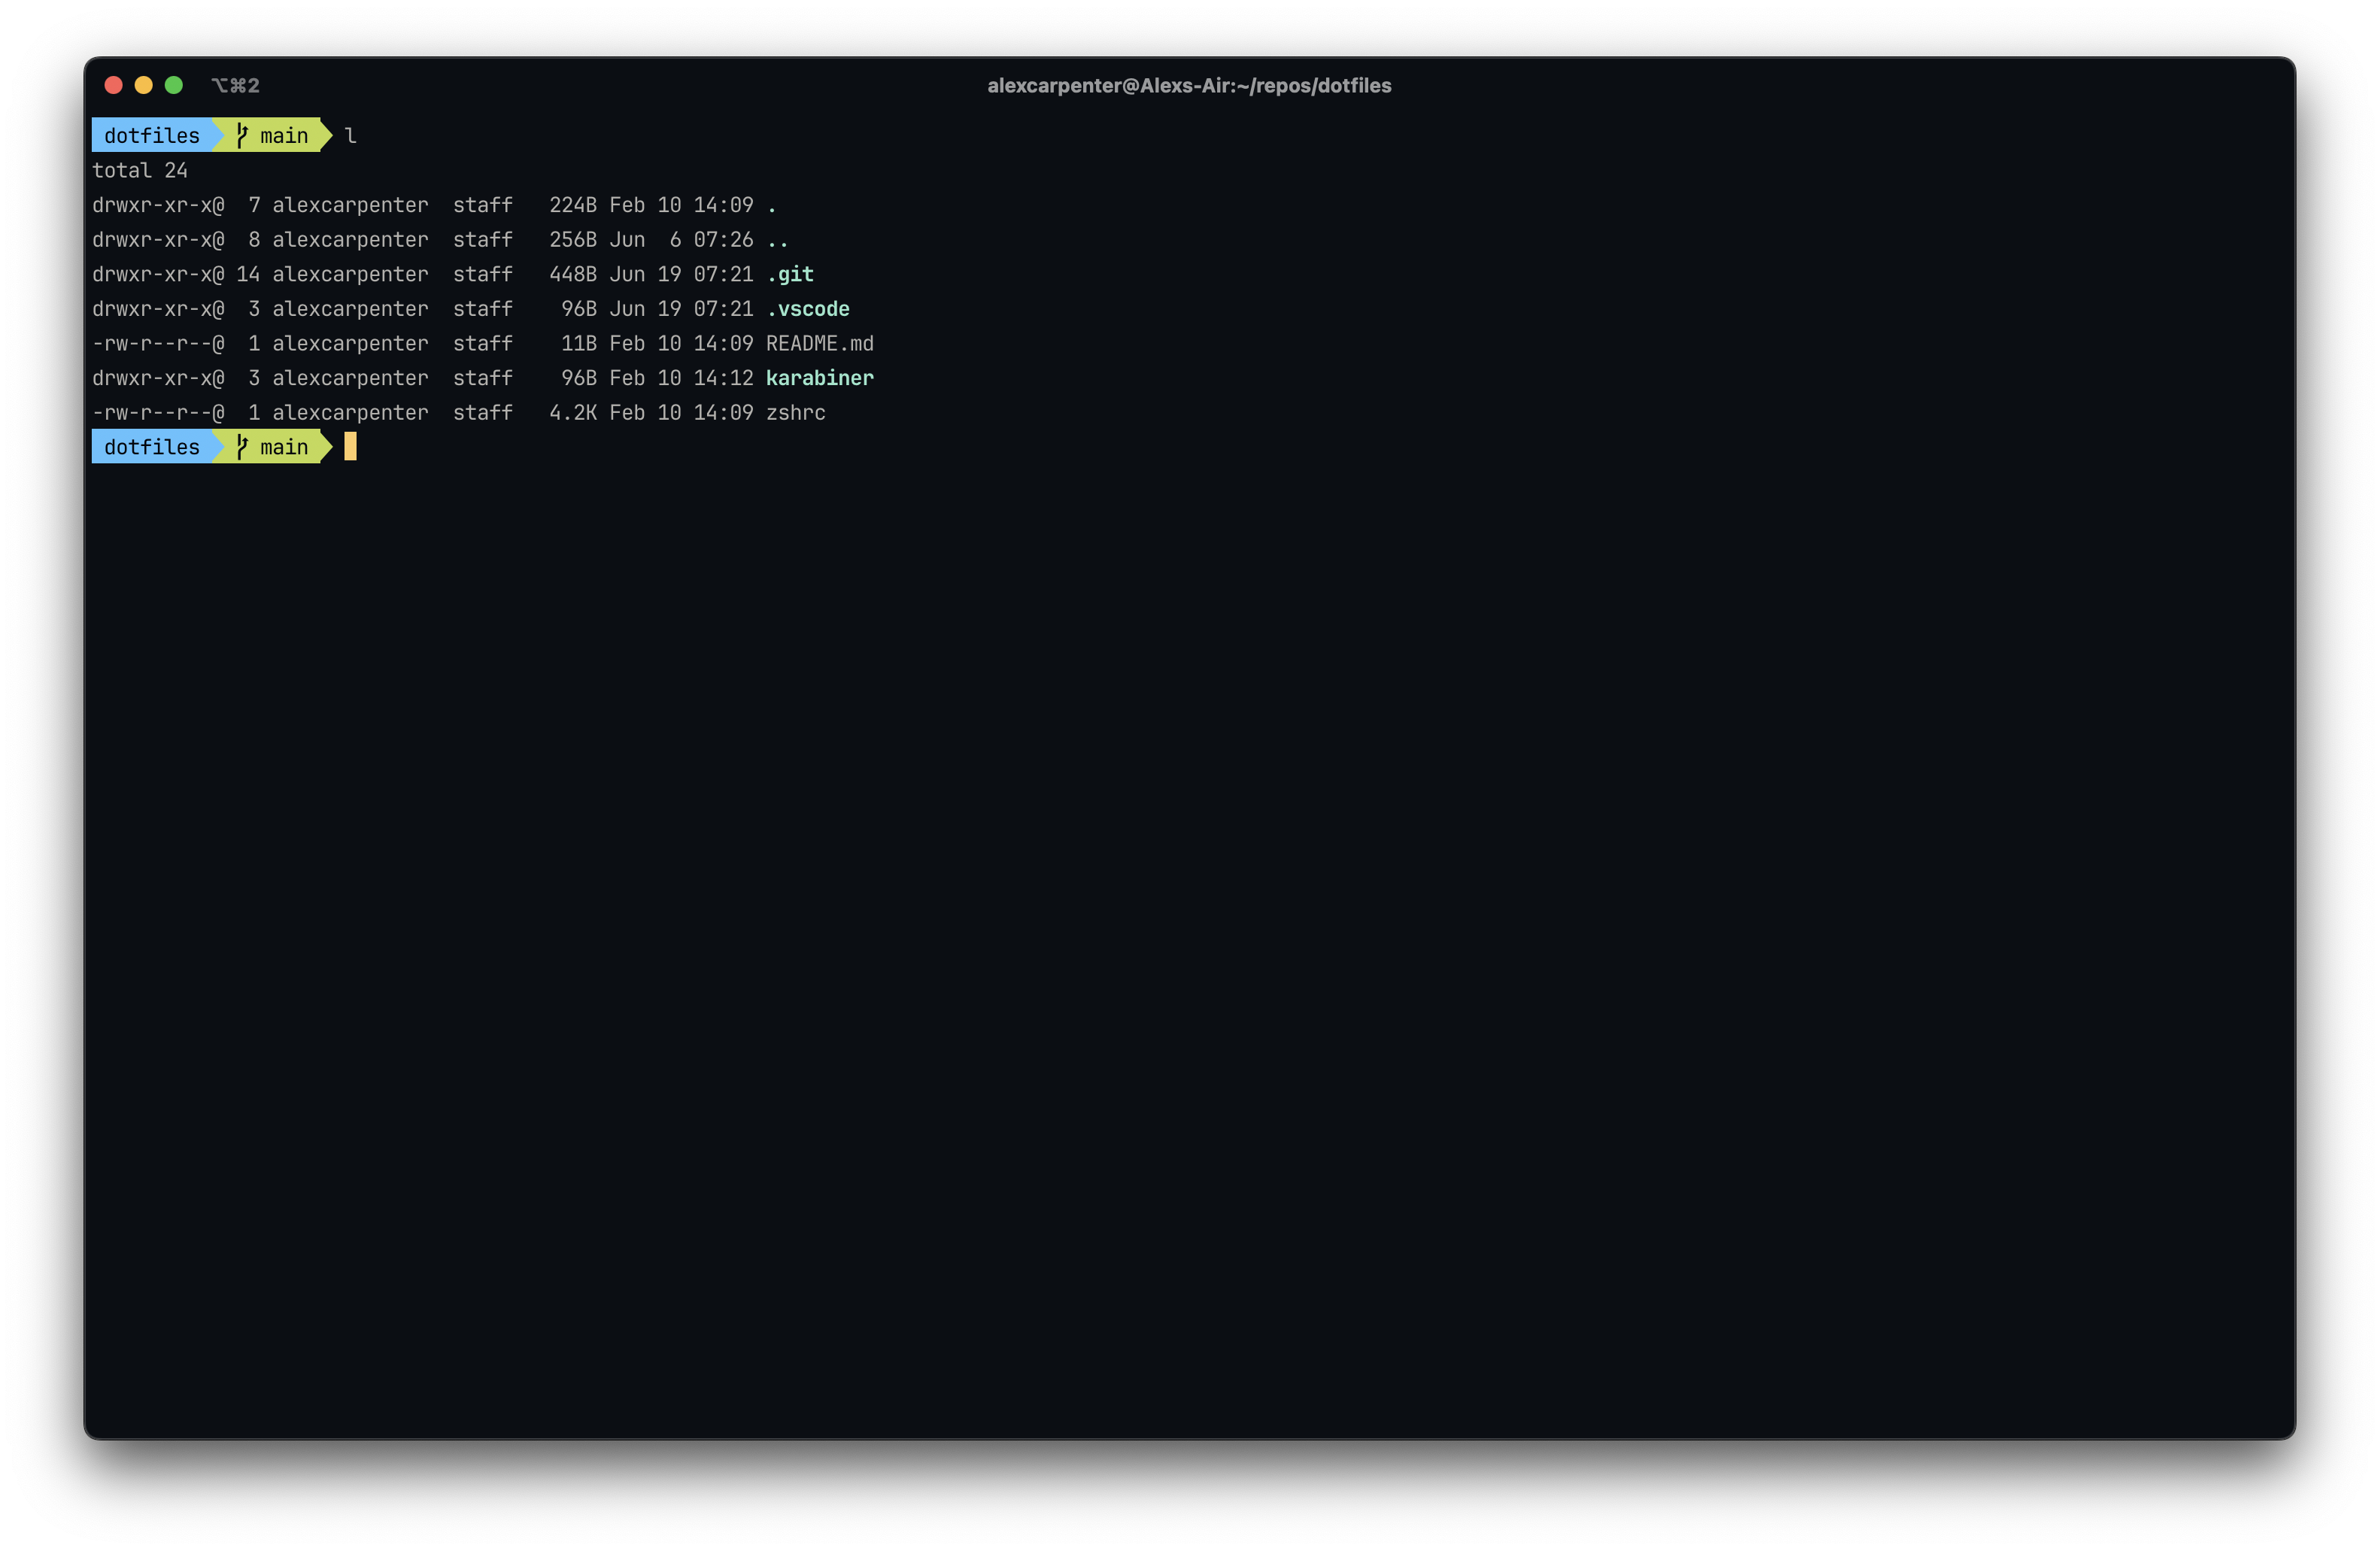 ⌥⌘2 alexcarpenter@Alexs-Air:~/repos/dotfiles
dotfiles main l
total 24
drwxr-xr-x@  7 alexcarpenter  staff   224B Feb 10 14:09 .
drwxr-xr-x@  8 alexcarpenter  staff   256B Jun  6 07:26 ..
drwxr-xr-x@ 14 alexcarpenter  staff   448B Jun 19 07:21 .git
drwxr-xr-x@  3 alexcarpenter  staff    96B Jun 19 07:21 .vscode
-rw-r--r--@  1 alexcarpenter  staff    11B Feb 10 14:09 README.md
drwxr-xr-x@  3 alexcarpenter  staff    96B Feb 10 14:12 karabiner
-rw-r--r--@  1 alexcarpenter  staff   4.2K Feb 10 14:09 zshrc
dotfiles main